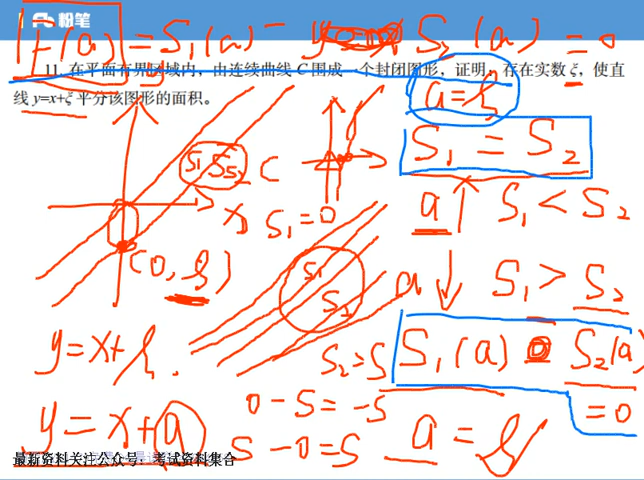 粉笔
F(a) = S₁(a) - S₂(a) = 0
11. 在平面有界区域内，由连续曲线 C 围成一个封闭图形，证明：存在实数 ξ，使直
线 y=x+ξ 平分该图形的面积。
a = ξ
S₁ = S₂
y
S₁ S₂ C
x S₁ = 0
a ↑ S₁ < S₂
(0, ξ)
S₁
S₂
a ↓ S₁ > S₂
y = x + ξ.
S₂ = S
S₁(a) S₂(a)
= 0
0 - S = -S
y = x + a
S - 0 = S
a = ξ
最新资料关注公众号：考试资料集合